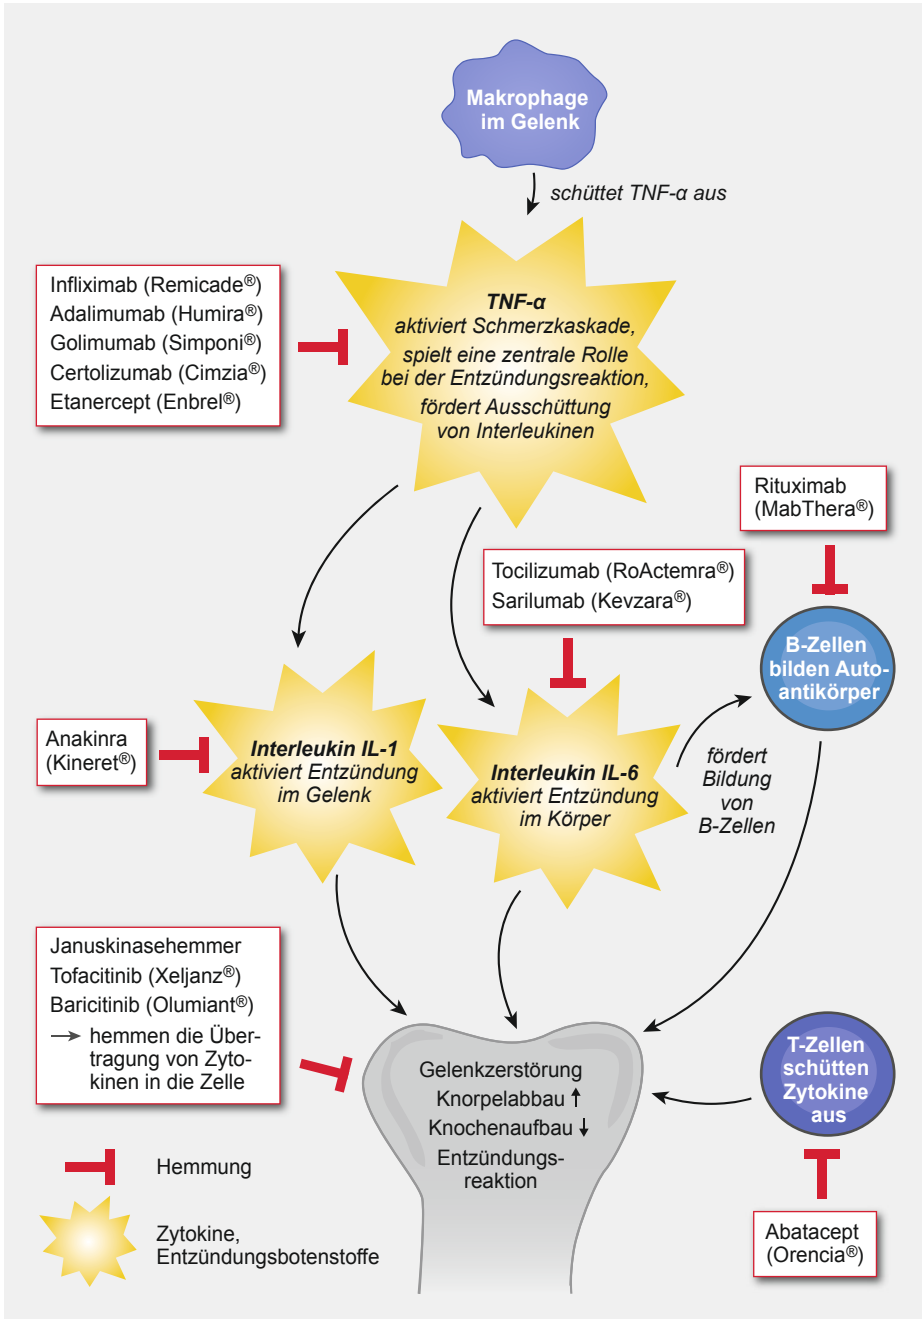 Makrophage
im Gelenk
schüttet TNF-α aus
Infliximab (Remicade®)
Adalimumab (Humira®)
Golimumab (Simponi®)
Certolizumab (Cimzia®)
Etanercept (Enbrel®)
TNF-α
aktiviert Schmerzkaskade,
spielt eine zentrale Rolle
bei der Entzündungsreaktion,
fördert Ausschüttung
von Interleukinen
Rituximab
(MabThera®)
Tocilizumab (RoActemra®)
Sarilumab (Kevzara®)
B-Zellen
bilden Auto-
antikörper
Anakinra
(Kineret®)
Interleukin IL-1
aktiviert Entzündung
im Gelenk
Interleukin IL-6
aktiviert Entzündung
im Körper
fördert
Bildung
von
B-Zellen
Januskinasehemmer
Tofacitinib (Xeljanz®)
Baricitinib (Olumiant®)
→ hemmen die Über-
tragung von Zyto-
kinen in die Zelle
Gelenkzerstörung
Knorpelabbau ↑
Knochenaufbau ↓
Entzündungs-
reaktion
T-Zellen
schütten
Zytokine
aus
Abatacept
(Orencia®)
Hemmung
Zytokine,
Entzündungsbotenstoffe